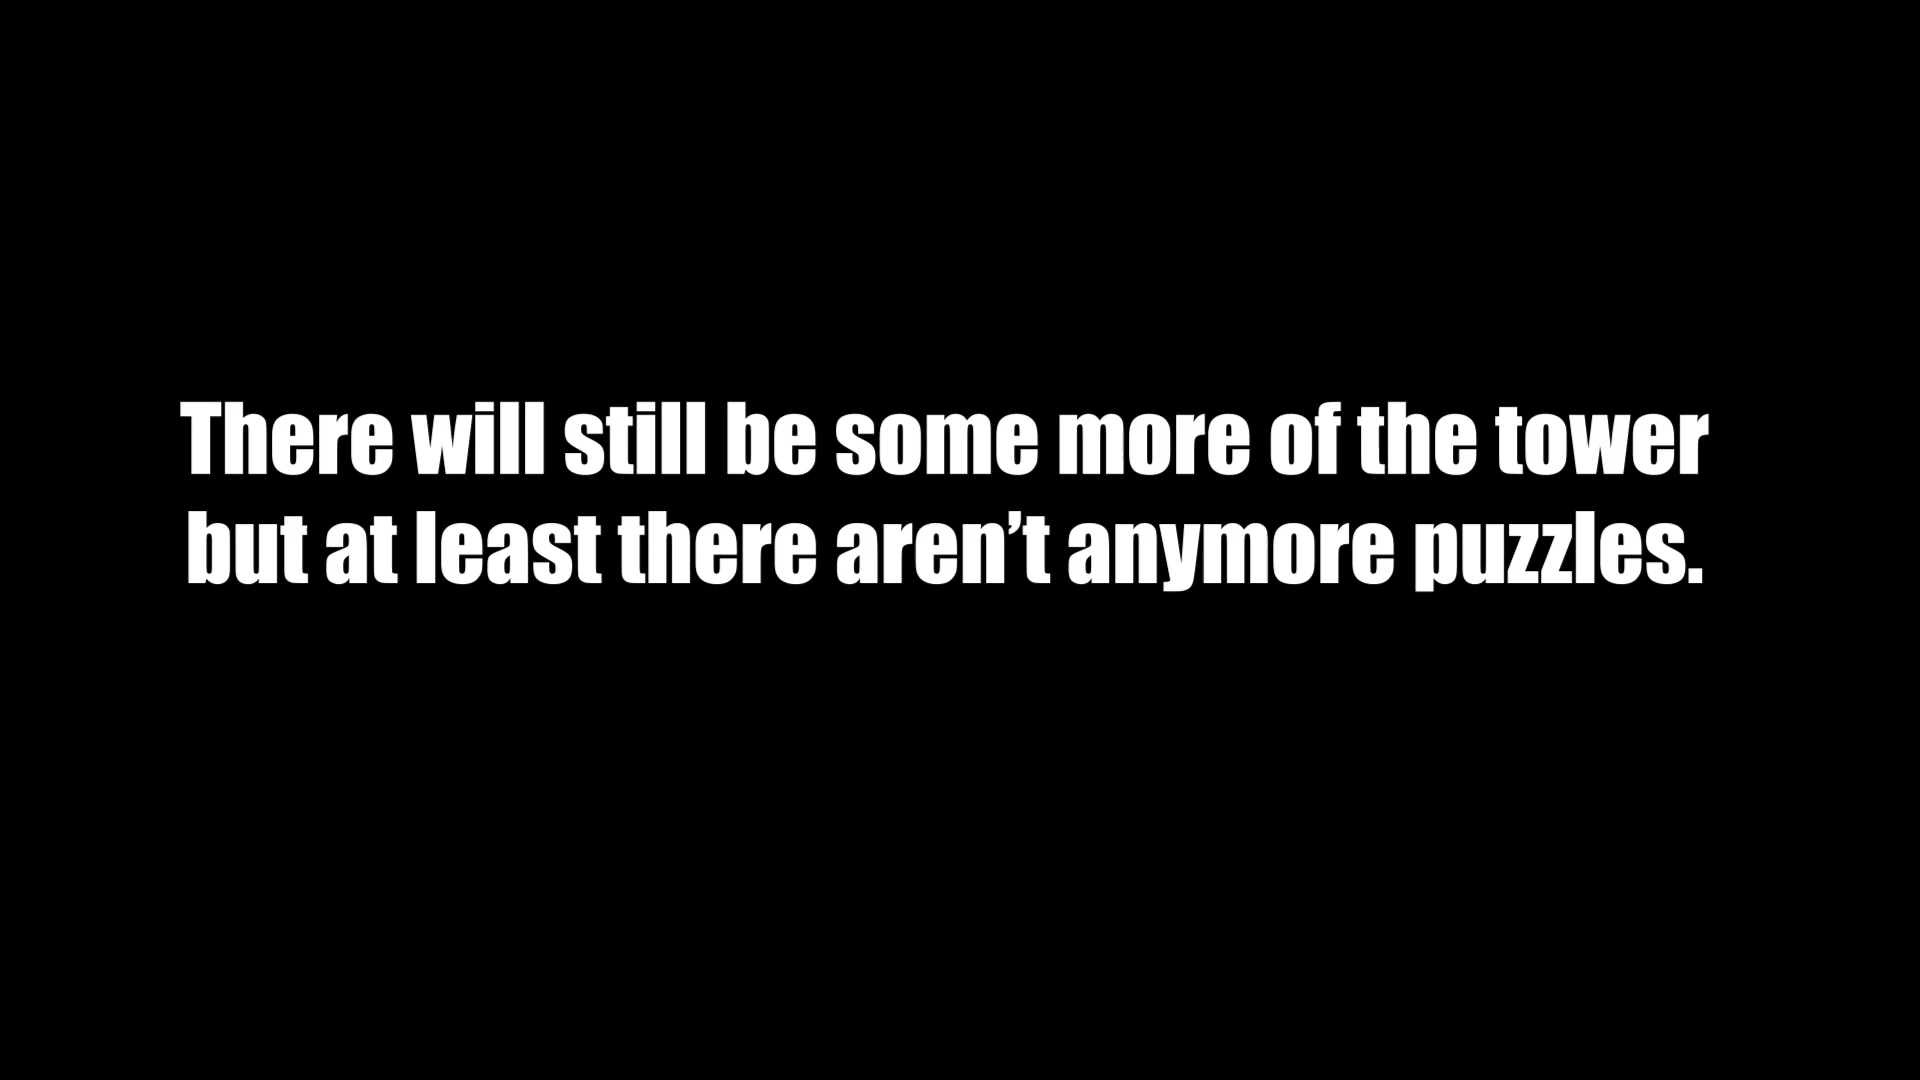 There will still be some more of the tower
but at least there aren’t anymore puzzles.